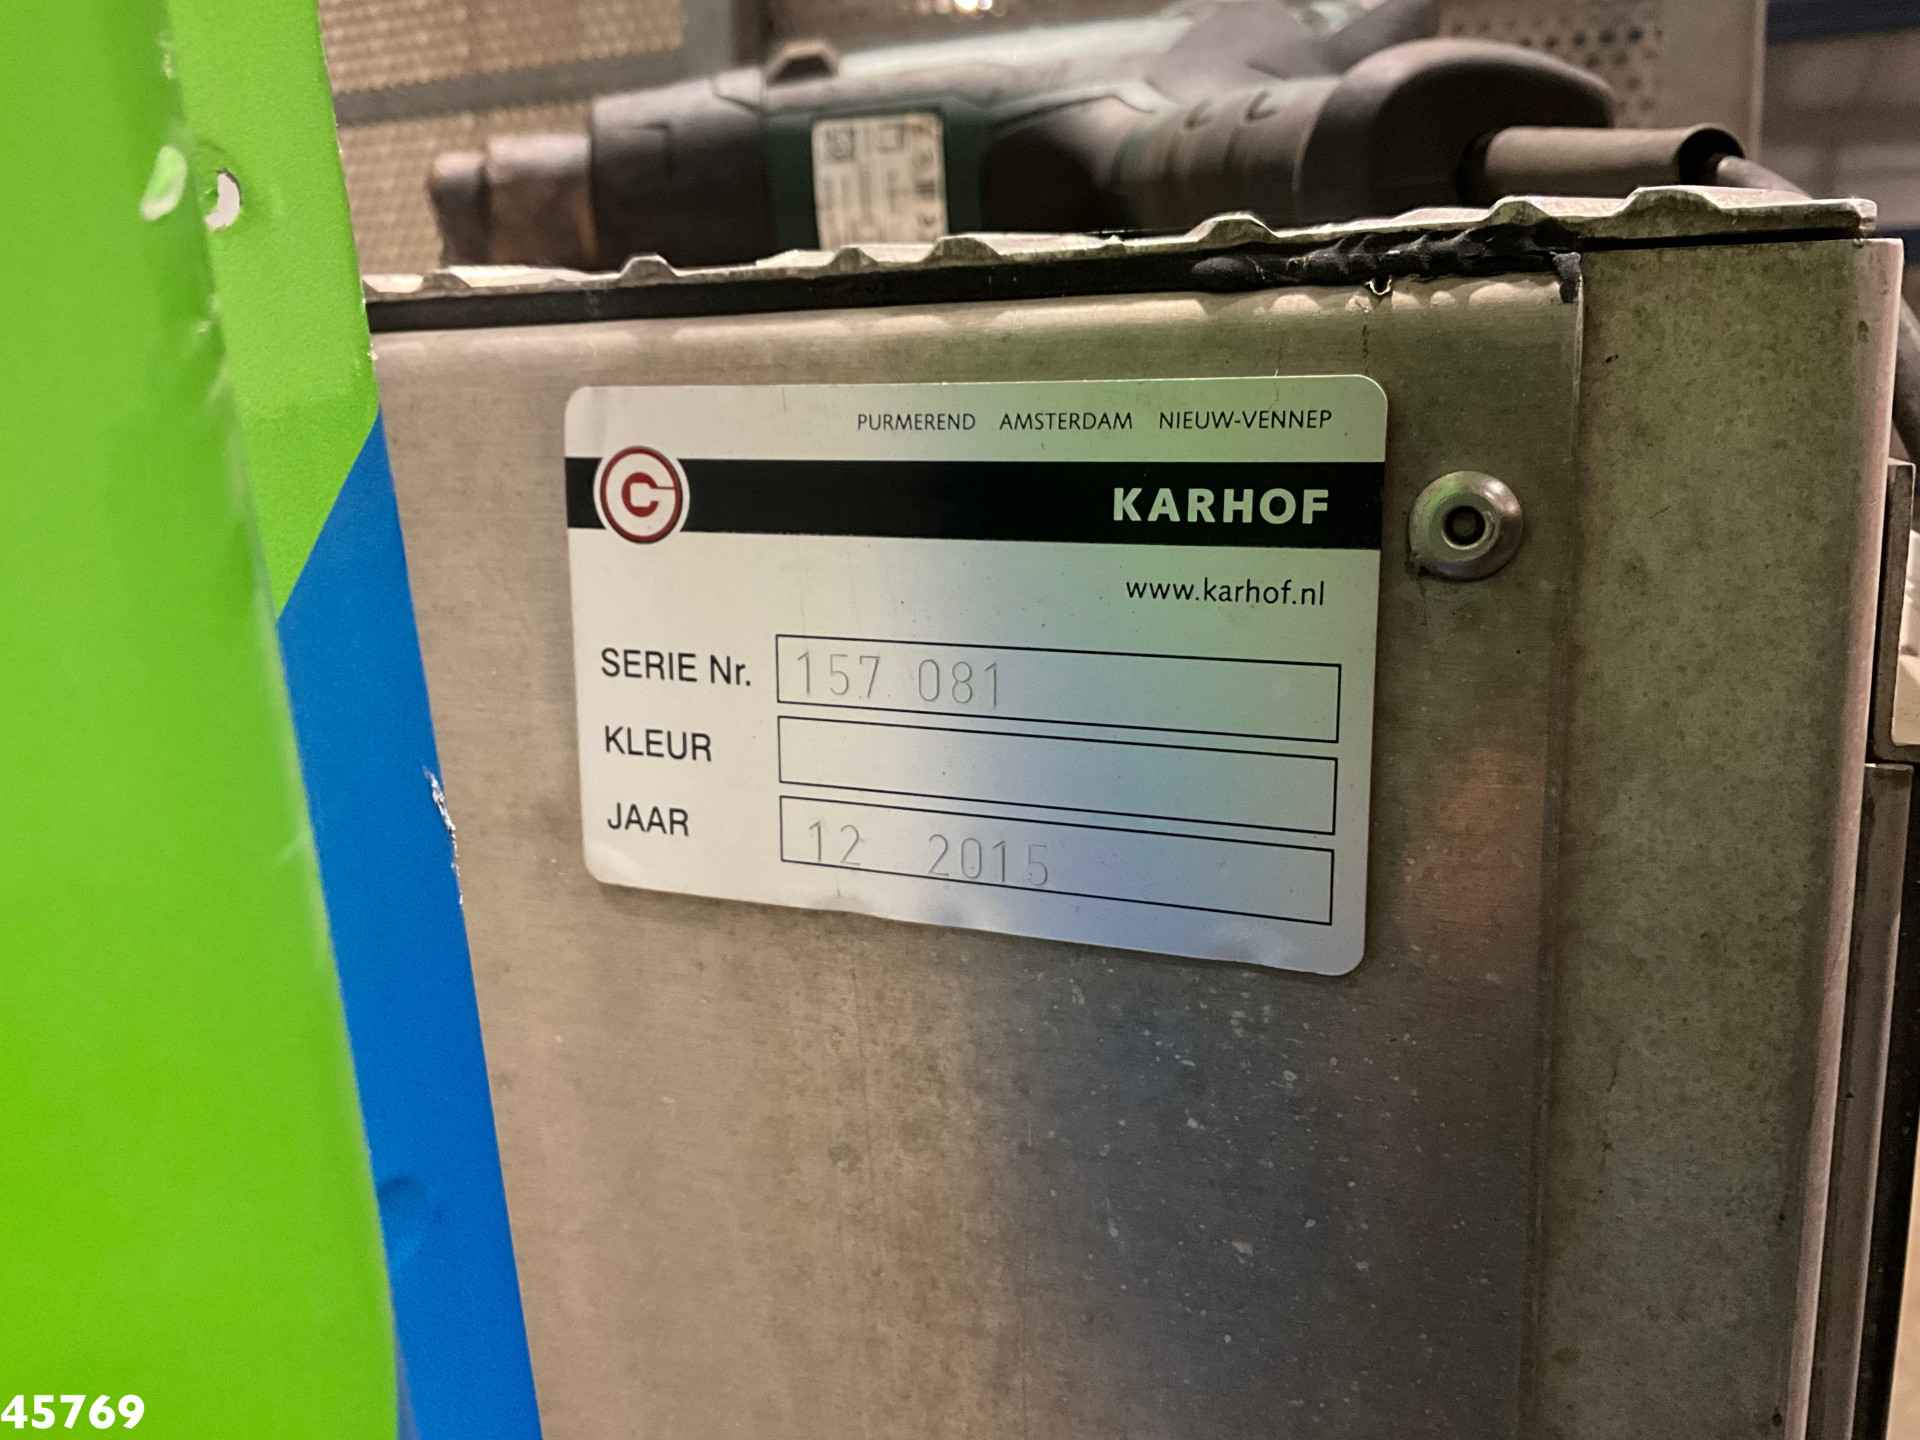 PURMEREND AMSTERDAM NIEUW-VENNEP
KARHOF
www.karhof.nl
SERIE Nr. 157 081
KLEUR
JAAR 12 2015
45769